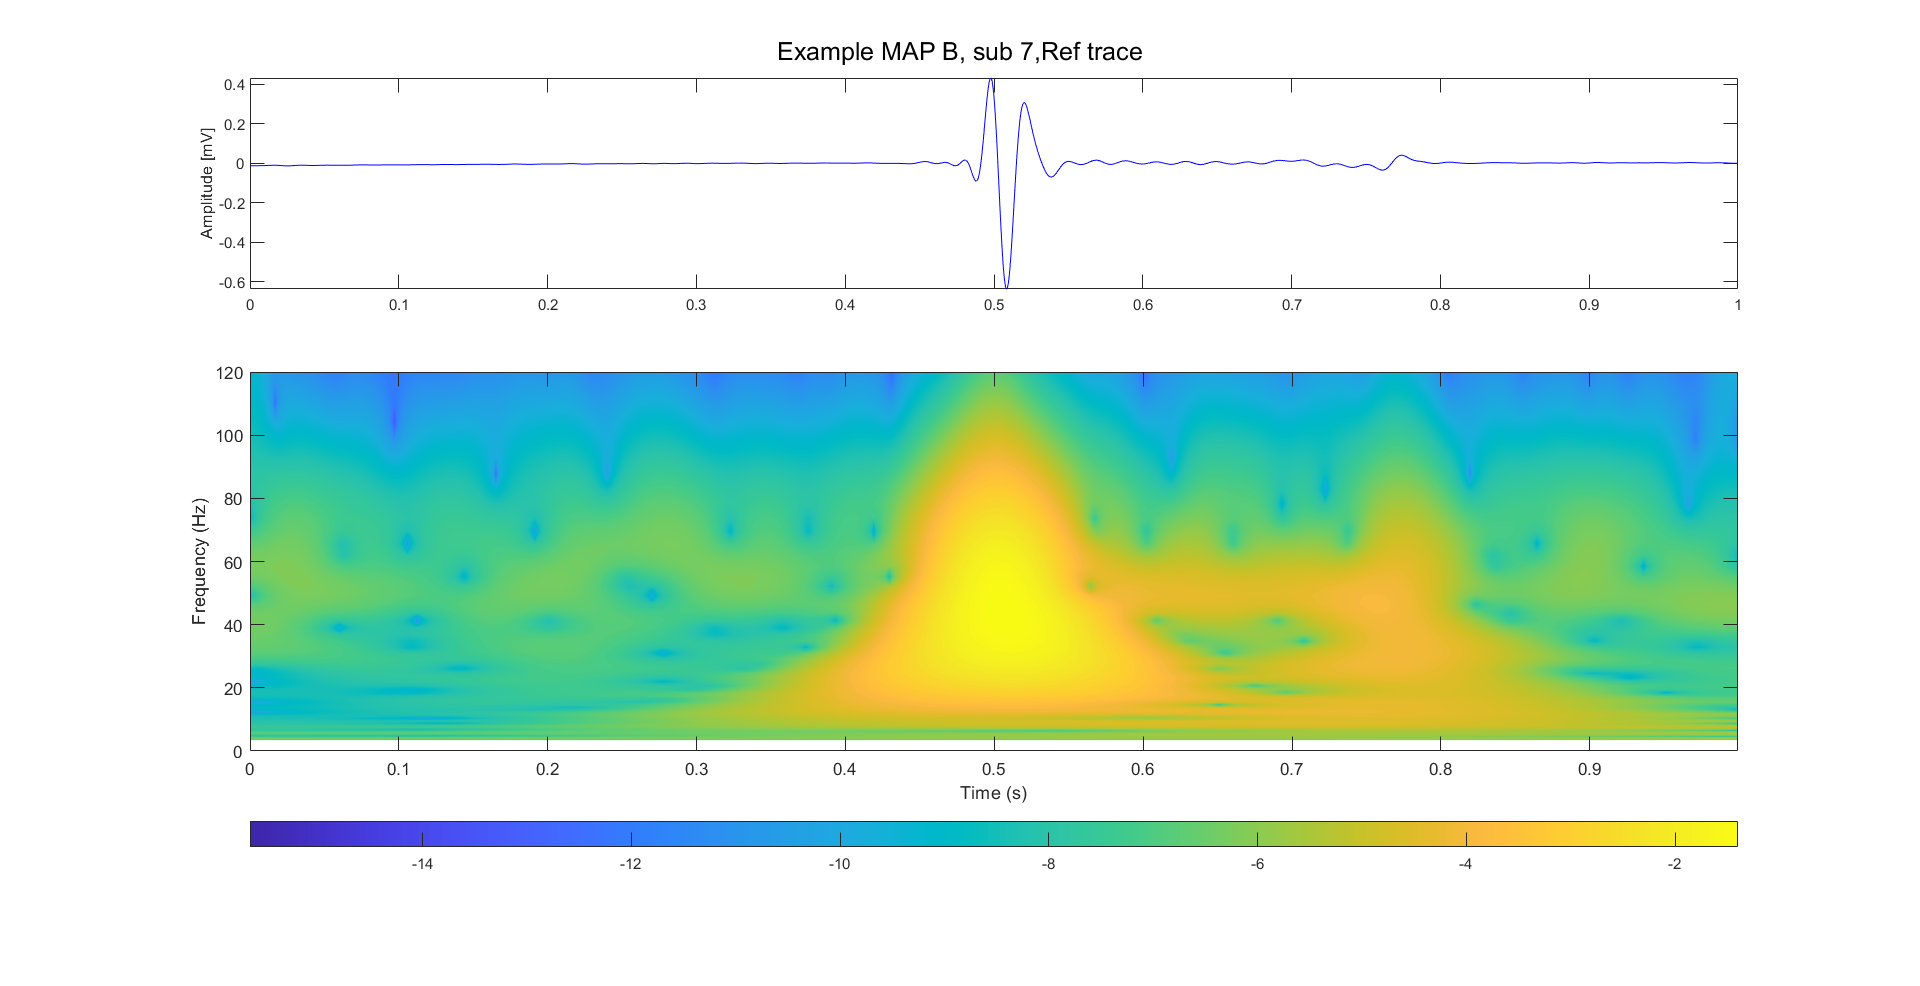 Example MAP B, sub 7,Ref trace
Amplitude [mV]
0.4
0.2
0
-0.2
-0.4
-0.6
0 0.1 0.2 0.3 0.4 0.5 0.6 0.7 0.8 0.9 1
Frequency (Hz)
120
100
80
60
40
20
0
0 0.1 0.2 0.3 0.4 0.5 0.6 0.7 0.8 0.9
Time (s)
-14 -12 -10 -8 -6 -4 -2